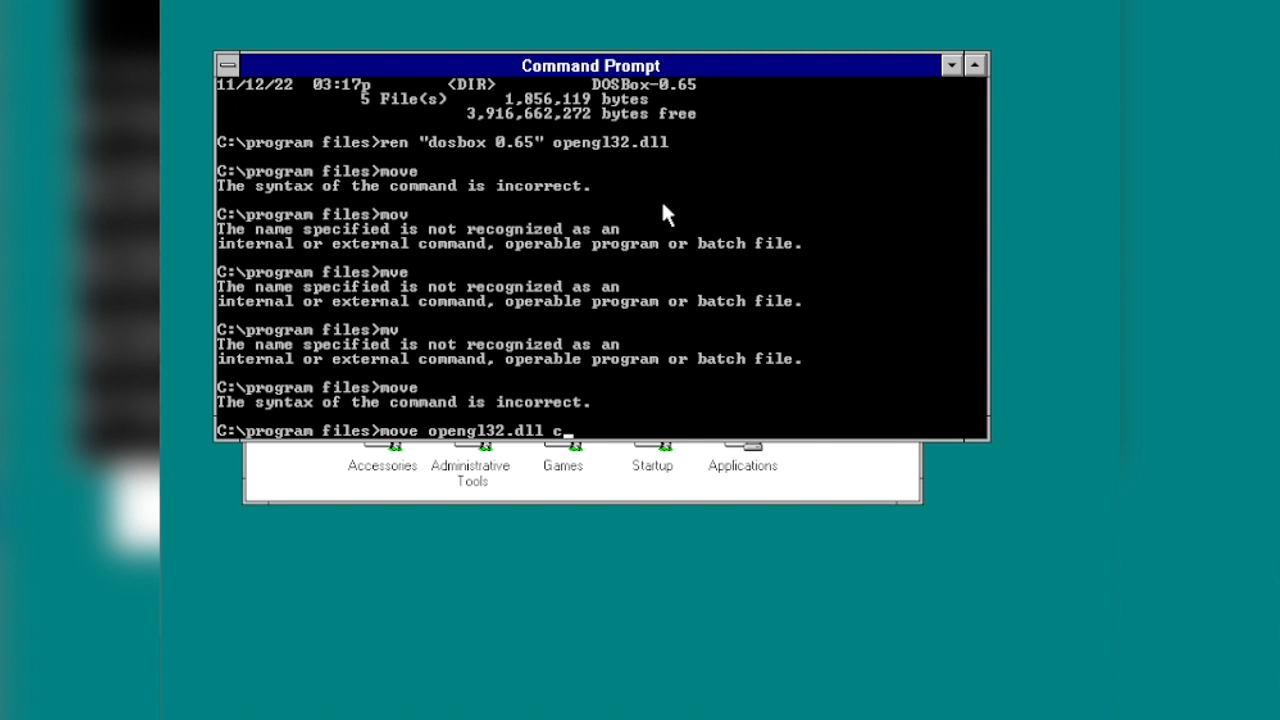 Command Prompt
11/12/22  03:17p        <DIR>          DOSBox-0.65
               5 File(s)      1,856,119 bytes
                          3,916,662,272 bytes free
C:\program files>ren "dosbox 0.65" opengl32.dll
C:\program files>move
The syntax of the command is incorrect.
C:\program files>mov
The name specified is not recognized as an
internal or external command, operable program or batch file.
C:\program files>mve
The name specified is not recognized as an
internal or external command, operable program or batch file.
C:\program files>mv
The name specified is not recognized as an
internal or external command, operable program or batch file.
C:\program files>move
The syntax of the command is incorrect.
C:\program files>move opengl32.dll c_
Accessories
Administrative
Tools
Games
Startup
Applications